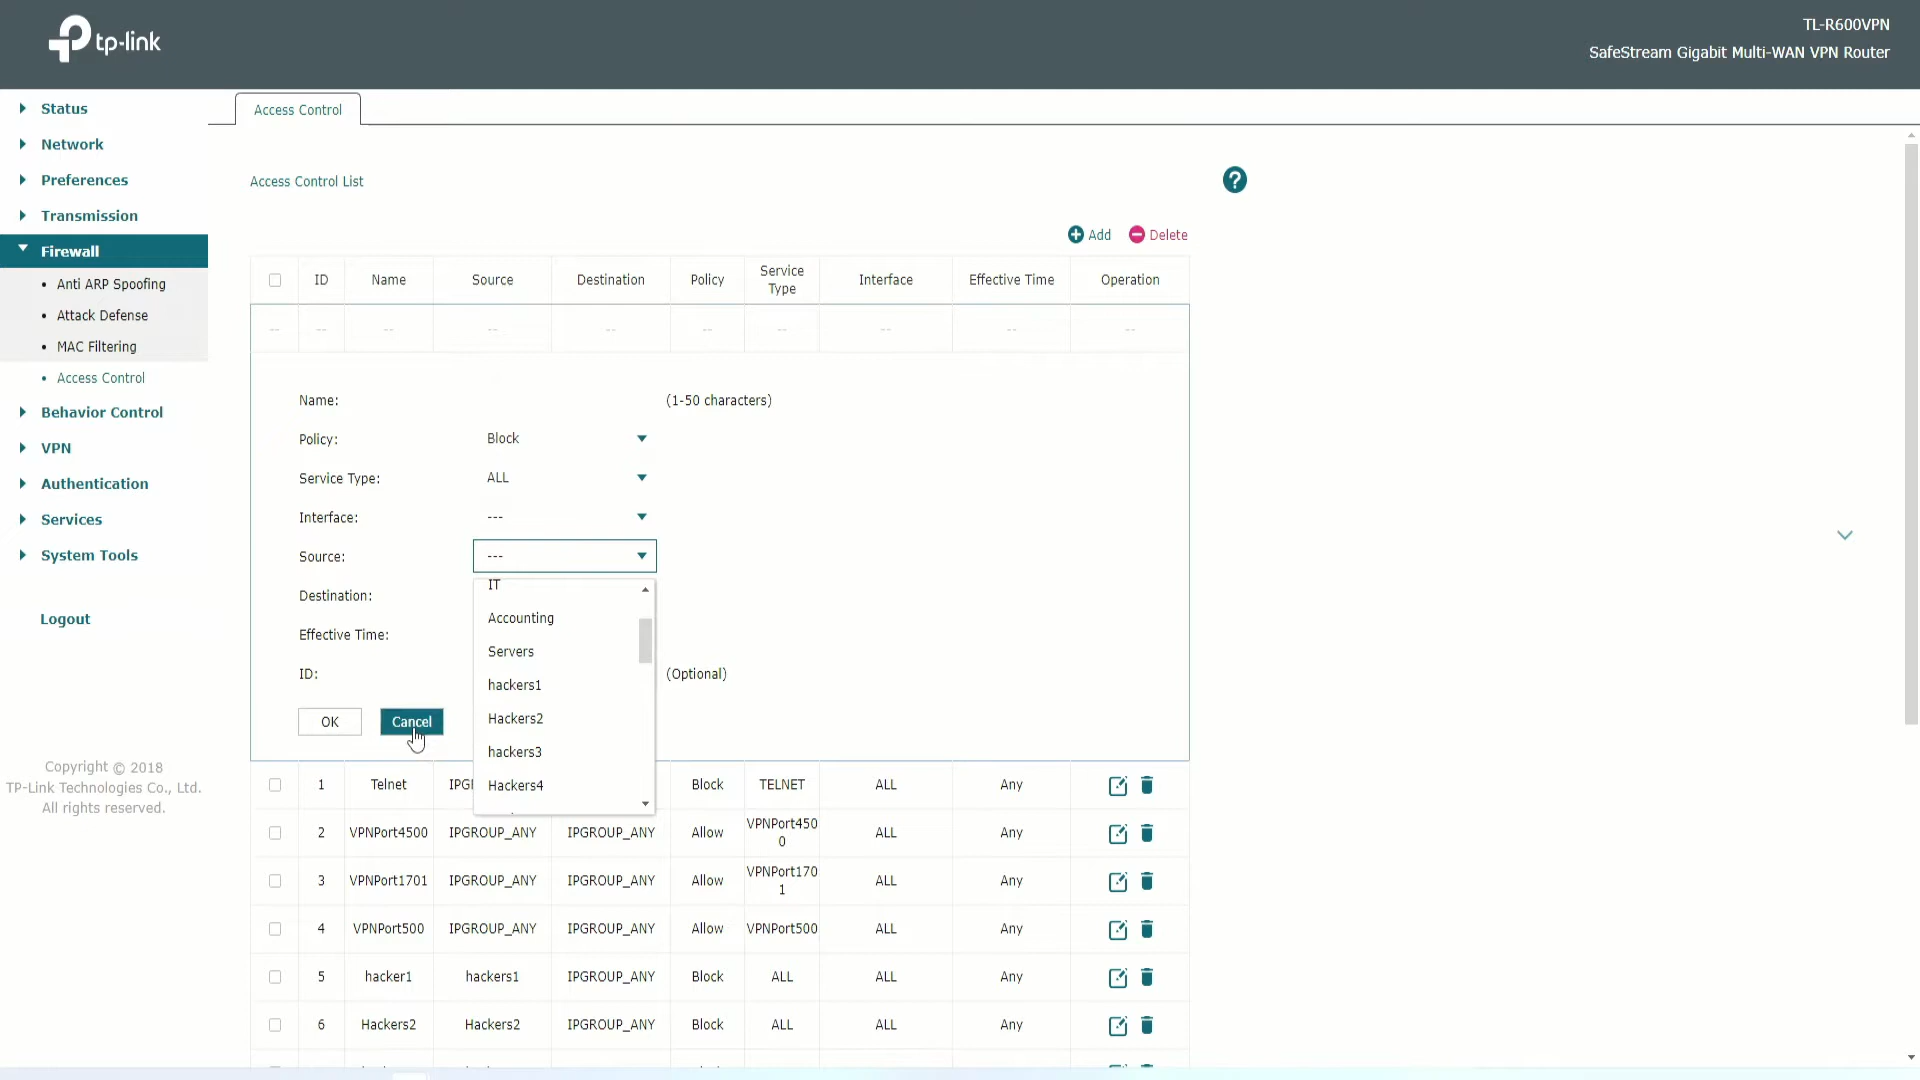 tp-link
TL-R600VPN
SafeStream Gigabit Multi-WAN VPN Router
Status
Network
Preferences
Transmission
Firewall
Anti ARP Spoofing
Attack Defense
MAC Filtering
Access Control
Behavior Control
VPN
Authentication
Services
System Tools
Logout
Copyright © 2018
TP-Link Technologies Co., Ltd.
All rights reserved.
Access Control
Access Control List
?
Add Delete
ID Name Source Destination Policy Service Type Interface Effective Time Operation
-- -- -- -- -- -- -- -- -- --
Name: (1-50 characters)
Policy: Block
Service Type: ALL
Interface: ---
Source: ---
IT
Destination:
Accounting
Effective Time:
Servers
ID: (Optional)
hackers1
Hackers2
OK Cancel
hackers3
Hackers4
1 Telnet Block TELNET ALL Any
2 VPNPort4500 IPGROUP_ANY IPGROUP_ANY Allow VPNPort4500 ALL Any
3 VPNPort1701 IPGROUP_ANY IPGROUP_ANY Allow VPNPort1701 ALL Any
4 VPNPort500 IPGROUP_ANY IPGROUP_ANY Allow VPNPort500 ALL Any
5 hacker1 hackers1 IPGROUP_ANY Block ALL ALL Any
6 Hackers2 Hackers2 IPGROUP_ANY Block ALL ALL Any